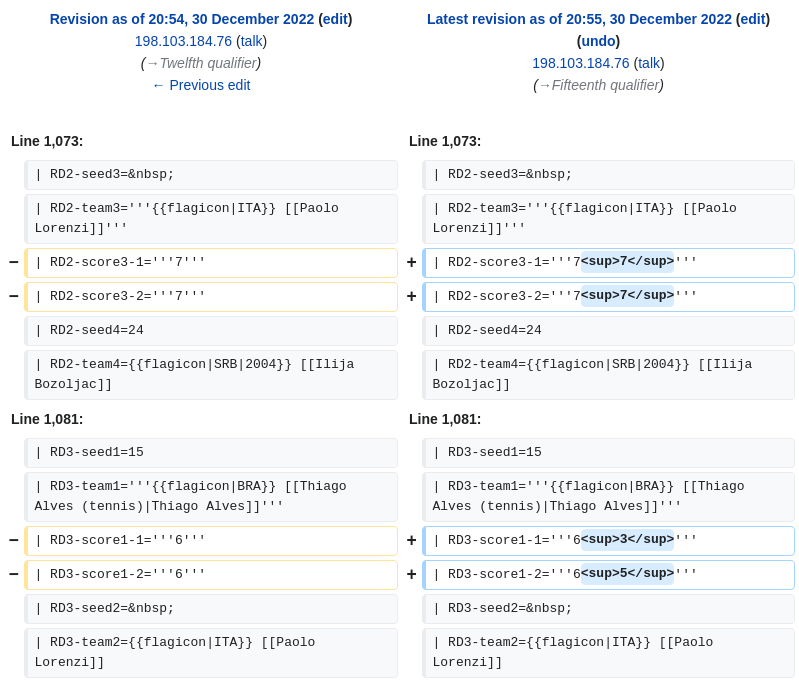 Revision as of 20:54, 30 December 2022 (edit)
198.103.184.76 (talk)
(→Twelfth qualifier)
← Previous edit
Latest revision as of 20:55, 30 December 2022 (edit)
(undo)
198.103.184.76 (talk)
(→Fifteenth qualifier)
Line 1,073:
Line 1,073:
| RD2-seed3=&nbsp;
| RD2-seed3=&nbsp;
| RD2-team3='''{{flagicon|ITA}} [[Paolo
Lorenzi]]'''
| RD2-team3='''{{flagicon|ITA}} [[Paolo
Lorenzi]]'''
− | RD2-score3-1='''7'''
+ | RD2-score3-1='''7<sup>7</sup>'''
− | RD2-score3-2='''7'''
+ | RD2-score3-2='''7<sup>7</sup>'''
| RD2-seed4=24
| RD2-seed4=24
| RD2-team4={{flagicon|SRB|2004}} [[Ilija
Bozoljac]]
| RD2-team4={{flagicon|SRB|2004}} [[Ilija
Bozoljac]]
Line 1,081:
Line 1,081:
| RD3-seed1=15
| RD3-seed1=15
| RD3-team1='''{{flagicon|BRA}} [[Thiago
Alves (tennis)|Thiago Alves]]'''
| RD3-team1='''{{flagicon|BRA}} [[Thiago
Alves (tennis)|Thiago Alves]]'''
− | RD3-score1-1='''6'''
+ | RD3-score1-1='''6<sup>3</sup>'''
− | RD3-score1-2='''6'''
+ | RD3-score1-2='''6<sup>5</sup>'''
| RD3-seed2=&nbsp;
| RD3-seed2=&nbsp;
| RD3-team2={{flagicon|ITA}} [[Paolo
Lorenzi]]
| RD3-team2={{flagicon|ITA}} [[Paolo
Lorenzi]]